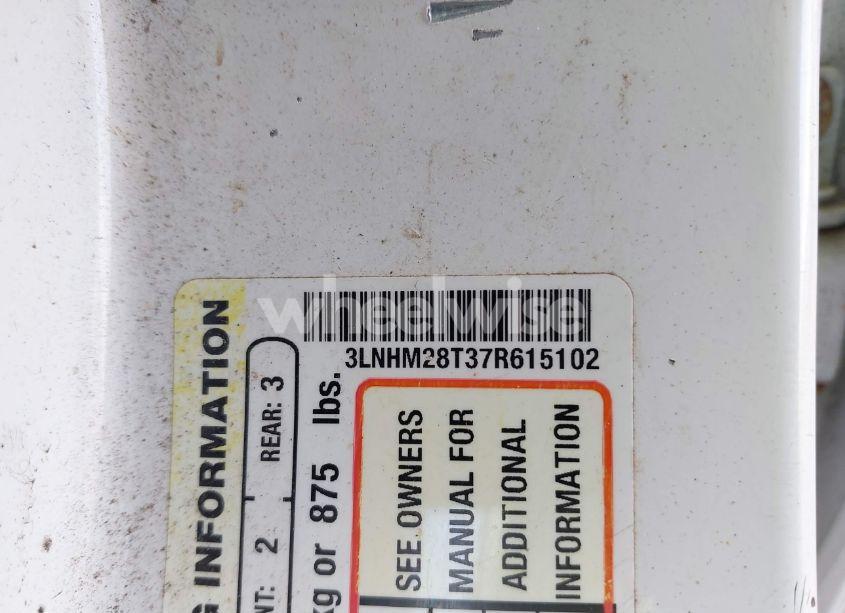 wheelwise
3LNHM28T37R615102
G INFORMATION
NT: 2 REAR: 3
kg or 875 lbs.
SEE OWNERS
MANUAL FOR
ADDITIONAL
INFORMATION